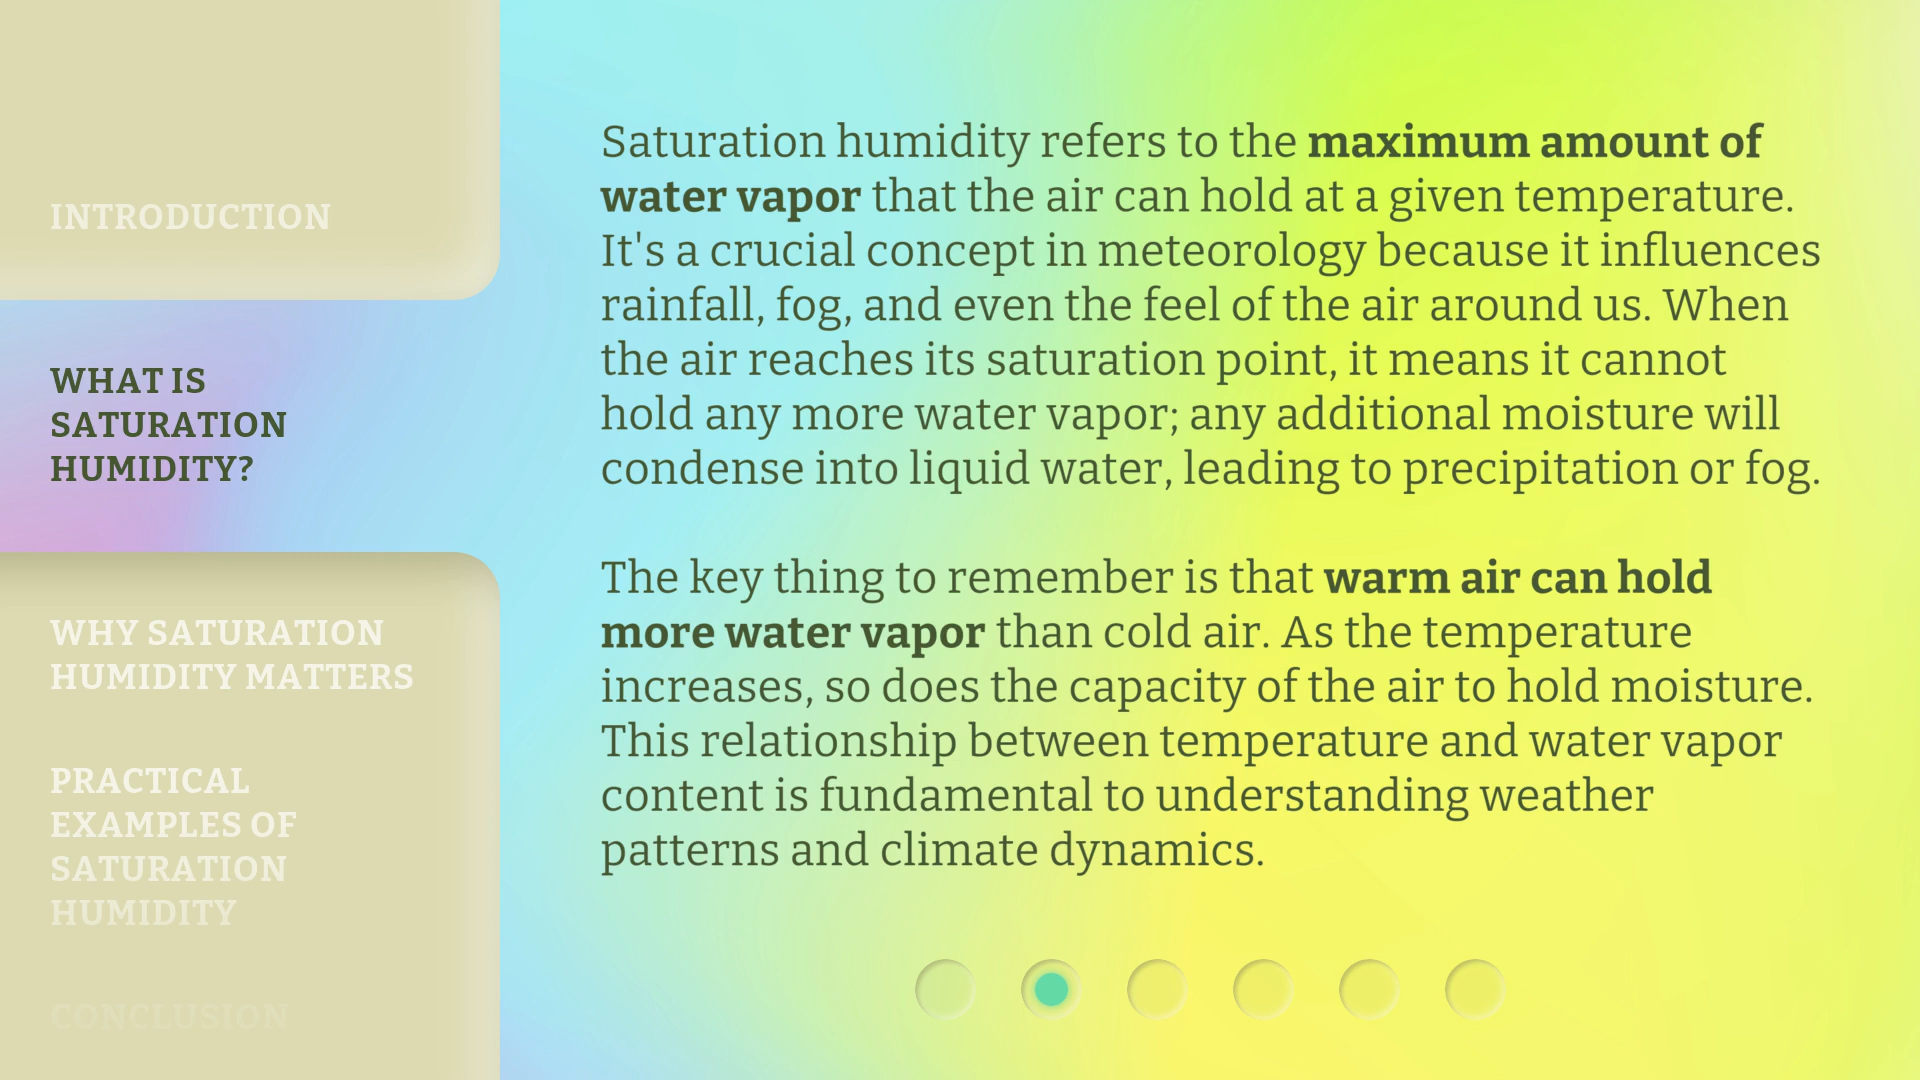 INTRODUCTION
WHAT IS
SATURATION
HUMIDITY?
WHY SATURATION
HUMIDITY MATTERS
PRACTICAL
EXAMPLES OF
SATURATION
HUMIDITY
CONCLUSION
Saturation humidity refers to the maximum amount of
water vapor that the air can hold at a given temperature.
It's a crucial concept in meteorology because it influences
rainfall, fog, and even the feel of the air around us. When
the air reaches its saturation point, it means it cannot
hold any more water vapor; any additional moisture will
condense into liquid water, leading to precipitation or fog.
The key thing to remember is that warm air can hold
more water vapor than cold air. As the temperature
increases, so does the capacity of the air to hold moisture.
This relationship between temperature and water vapor
content is fundamental to understanding weather
patterns and climate dynamics.